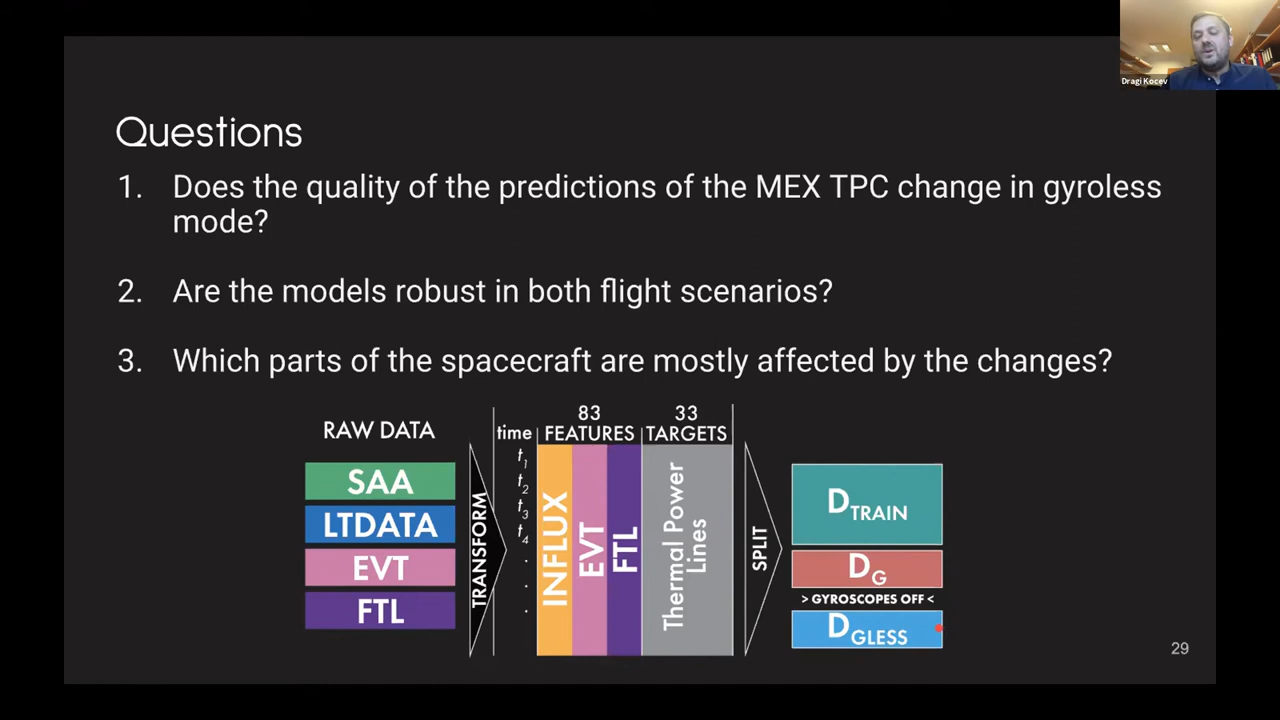 Dragi Kocev
Questions
1. Does the quality of the predictions of the MEX TPC change in gyroless
mode?
2. Are the models robust in both flight scenarios?
3. Which parts of the spacecraft are mostly affected by the changes?
RAW DATA
SAA
LTDATA
EVT
FTL
TRANSFORM
time
t1
t2
t3
t4
.
.
.
83
FEATURES
INFLUX
EVT
FTL
33
TARGETS
Thermal Power
Lines
SPLIT
DTRAIN
DG
> GYROSCOPES OFF <
DGLESS
29